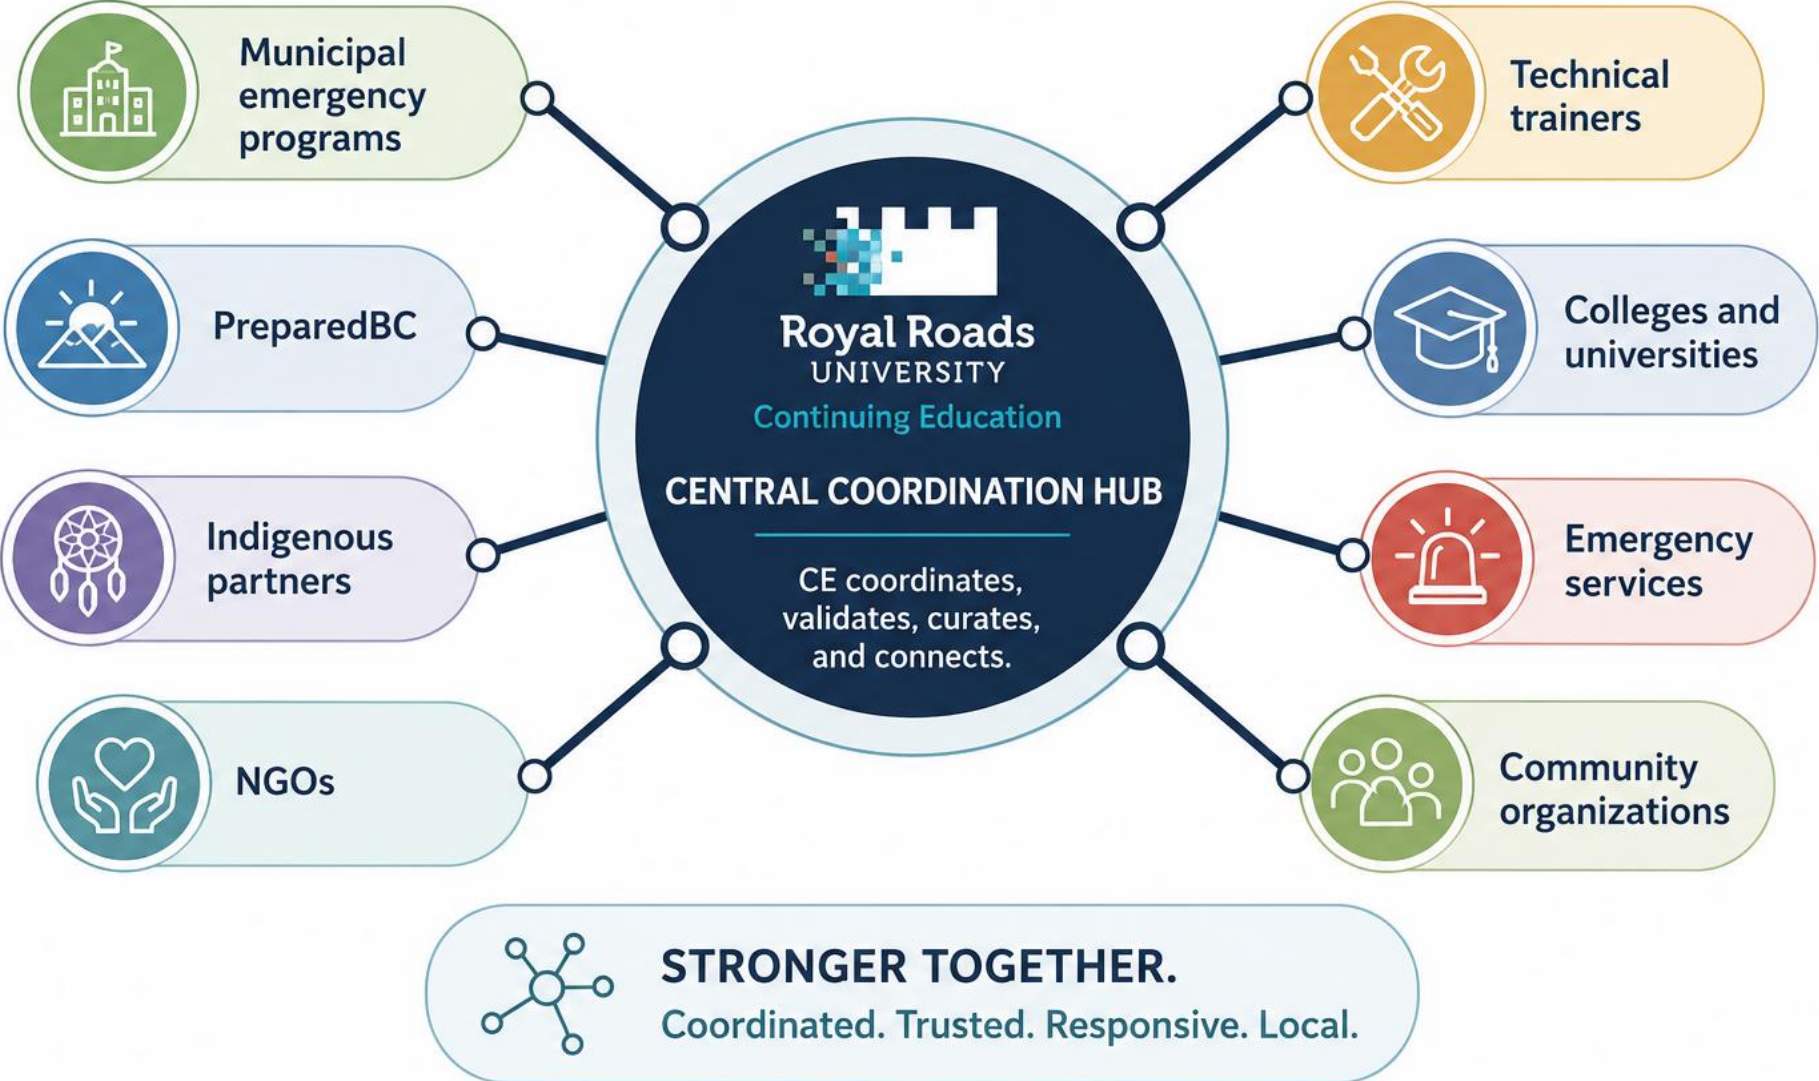 Municipal
emergency
programs
PreparedBC
Indigenous
partners
NGOs
Royal Roads
UNIVERSITY
Continuing Education
CENTRAL COORDINATION HUB
CE coordinates,
validates, curates,
and connects.
Technical
trainers
Colleges and
universities
Emergency
services
Community
organizations
STRONGER TOGETHER.
Coordinated. Trusted. Responsive. Local.